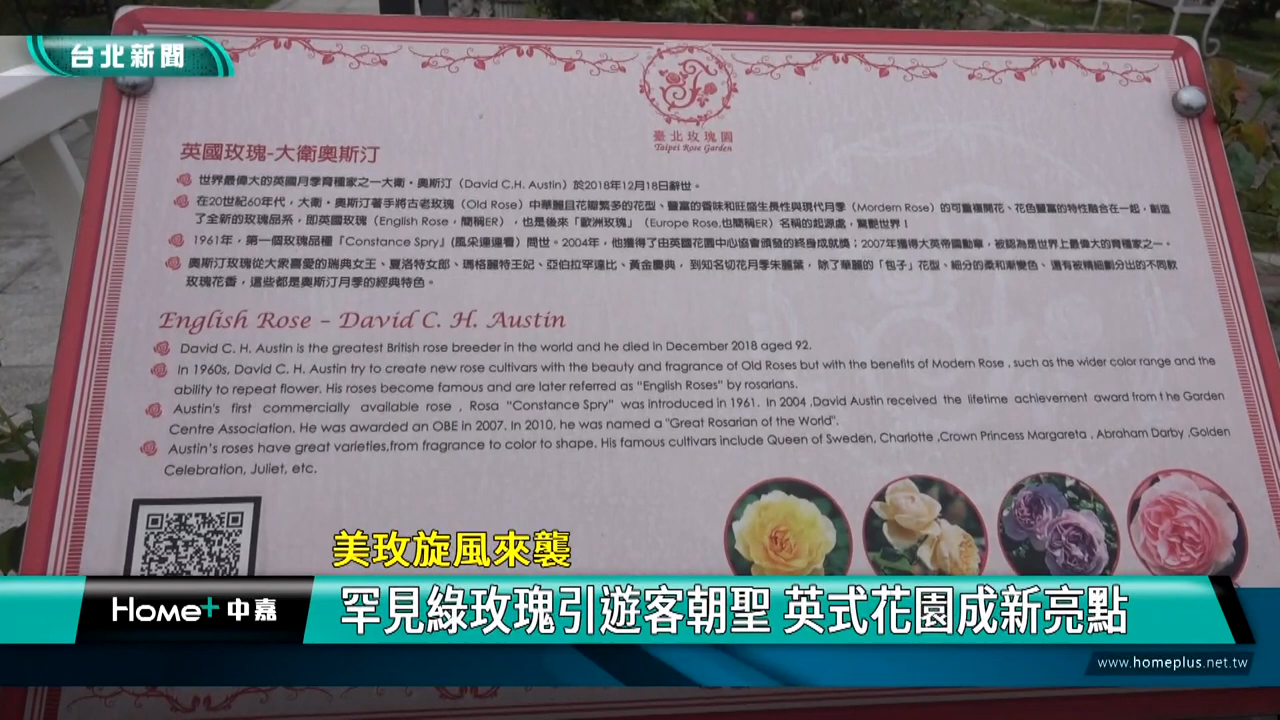 台北新聞
臺北玫瑰園
Taipei Rose Garden
英國玫瑰-大衛奧斯汀
世界最偉大的英國月季育種家之一大衛・奧斯汀（David C.H. Austin）於2018年12月18日辭世。
在20世紀60年代，大衛・奧斯汀著手將古老玫瑰（Old Rose）中華麗且花瓣繁多的花型、豐富的香味和旺盛生長性與現代月季（Mordern Rose）的可重複開花、花色豐富的特性融合在一起，創造
了全新的玫瑰品系，即英國玫瑰（English Rose，簡稱ER），也是後來「歐洲玫瑰」（Europe Rose,也簡稱ER）名稱的起源處，驚艷世界！
1961年，第一個玫瑰品種「Constance Spry」(風采連連看）問世。2004年，他獲得了由英國花園中心協會頒發的終身成就獎；2007年獲得大英帝國勳章，被認為是世界上最偉大的育種家之一。
奧斯汀玫瑰從大眾喜愛的瑞典女王、夏洛特女郎、瑪格麗特王妃、亞伯拉罕達比、黃金慶典，到知名切花月季朱麗葉，除了華麗的「包子」花型、細分的柔和漸變色、還有被精細劃分出的不同款
玫瑰花香，這些都是奧斯汀月季的經典特色。
English Rose – David C. H. Austin
David C. H. Austin is the greatest British rose breeder in the world and he died in December 2018 aged 92.
In 1960s, David C. H. Austin try to create new rose cultivars with the beauty and fragrance of Old Roses but with the benefits of Modern Rose , such as the wider color range and the
ability to repeat flower. His roses become famous and are later referred as “English Roses” by rosarians.
Austin's first commercially available rose , Rosa “Constance Spry” was introduced in 1961. In 2004 ,David Austin received the lifetime achievement award from the Garden
Centre Association. He was awarded an OBE in 2007. In 2010, he was named a "Great Rosarian of the World".
Austin’s roses have great varieties,from fragrance to color to shape. His famous cultivars include Queen of Sweden, Charlotte ,Crown Princess Margareta , Abraham Darby ,Golden
Celebration, Juliet, etc.
美玫旋風來襲
Home+中嘉
罕見綠玫瑰引遊客朝聖 英式花園成新亮點
www.homeplus.net.tw